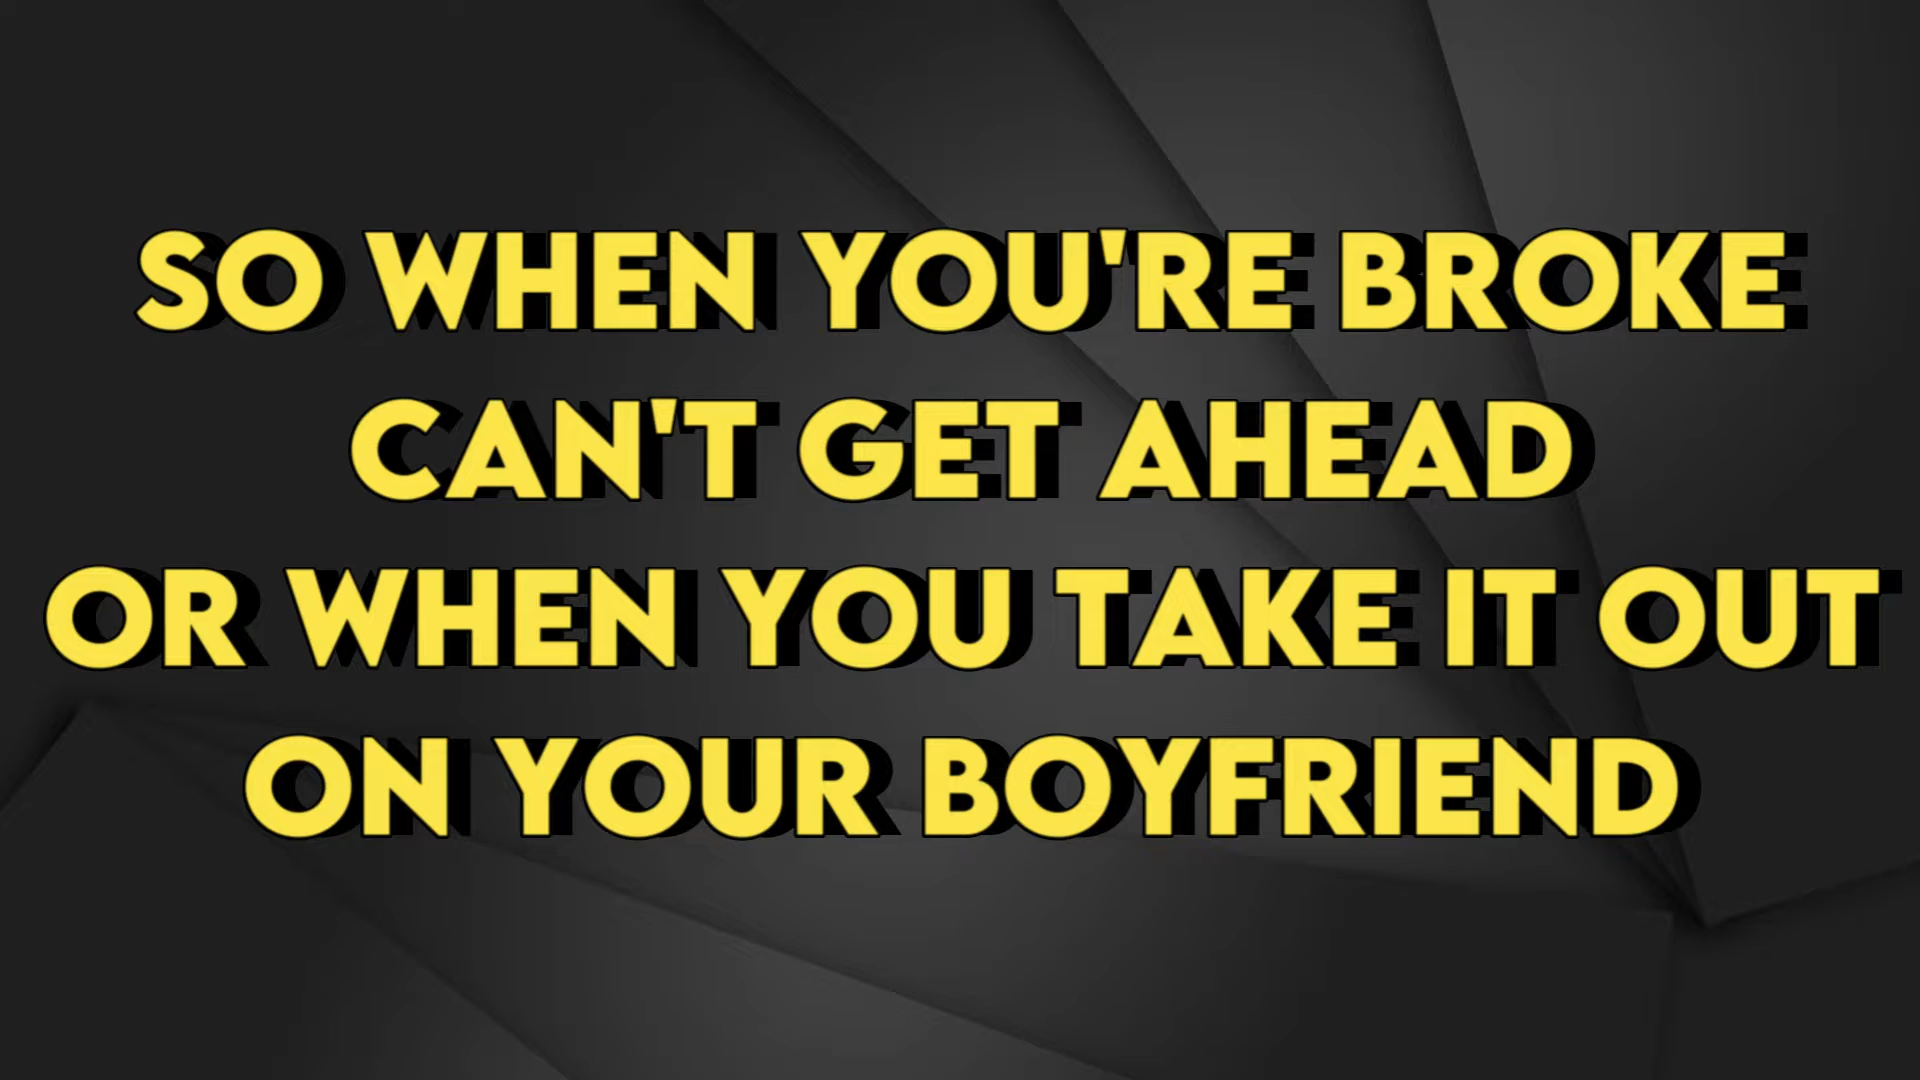 SO WHEN YOU'RE BROKE
CAN'T GET AHEAD
OR WHEN YOU TAKE IT OUT
ON YOUR BOYFRIEND